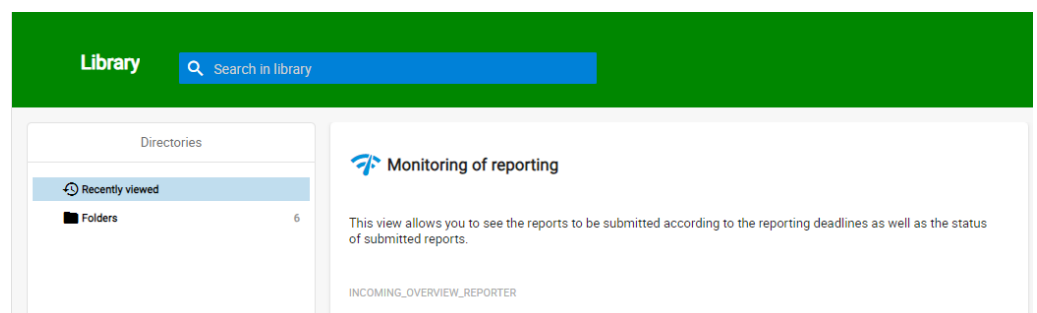 Library
Search in library
Directories
Recently viewed
Folders 6
Monitoring of reporting
This view allows you to see the reports to be submitted according to the reporting deadlines as well as the status
of submitted reports.
INCOMING_OVERVIEW_REPORTER